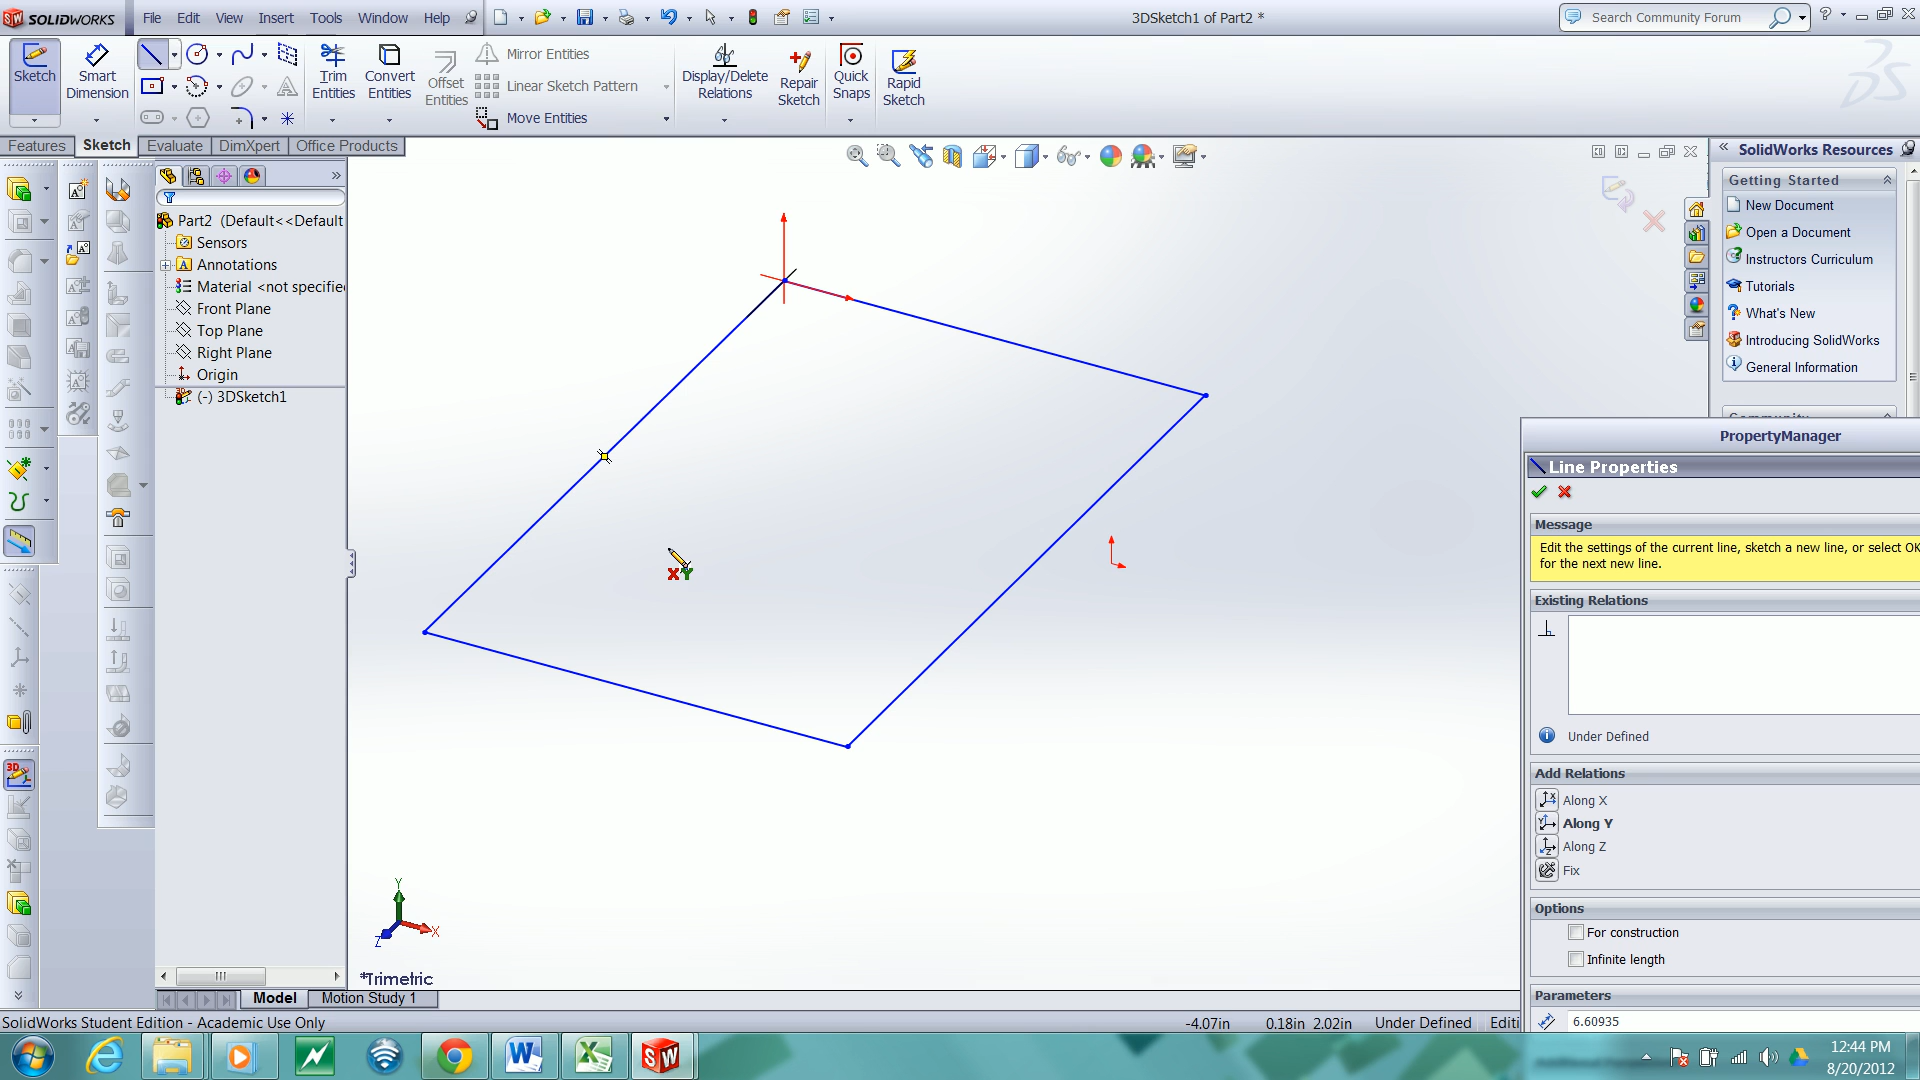 SOLIDWORKS File Edit View Insert Tools Window Help 3DSketch1 of Part2 * Search Community Forum
Sketch
Smart Dimension
Trim Entities
Convert Entities
Offset Entities
Mirror Entities
Linear Sketch Pattern
Move Entities
Display/Delete Relations
Repair Sketch
Quick Snaps
Rapid Sketch
Features Sketch Evaluate DimXpert Office Products
Part2 (Default<<Default
Sensors
Annotations
Material <not specifie
Front Plane
Top Plane
Right Plane
Origin
(-) 3DSketch1
XY
Y
X
Z
*Trimetric
SolidWorks Resources
Getting Started
New Document
Open a Document
Instructors Curriculum
Tutorials
What's New
Introducing SolidWorks
General Information
PropertyManager
Line Properties
Message
Edit the settings of the current line, sketch a new line, or select OK
for the next new line.
Existing Relations
Under Defined
Add Relations
Along X
Along Y
Along Z
Fix
Options
For construction
Infinite length
Parameters
6.60935
Model Motion Study 1
SolidWorks Student Edition - Academic Use Only -4.07in 0.18in 2.02in Under Defined Editi
12:44 PM
8/20/2012